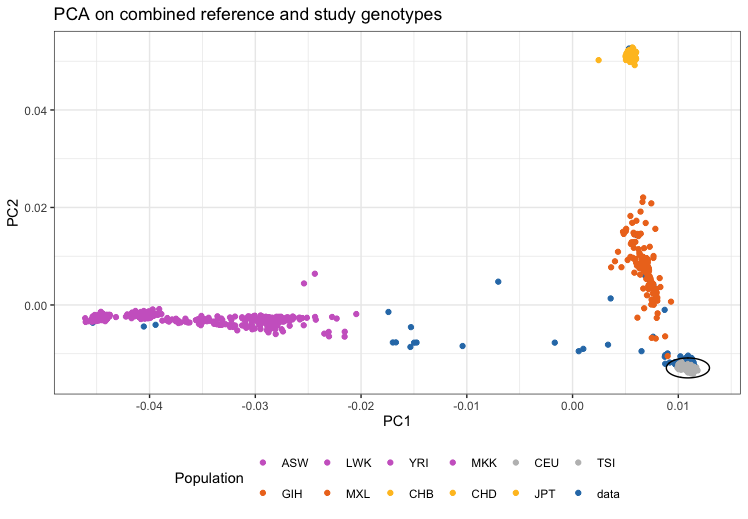 PCA on combined reference and study genotypes
PC2
0.04
0.02
0.00
-0.04 -0.03 -0.02 -0.01 0.00 0.01
PC1
Population
ASW LWK YRI MKK CEU TSI
GIH MXL CHB CHD JPT data